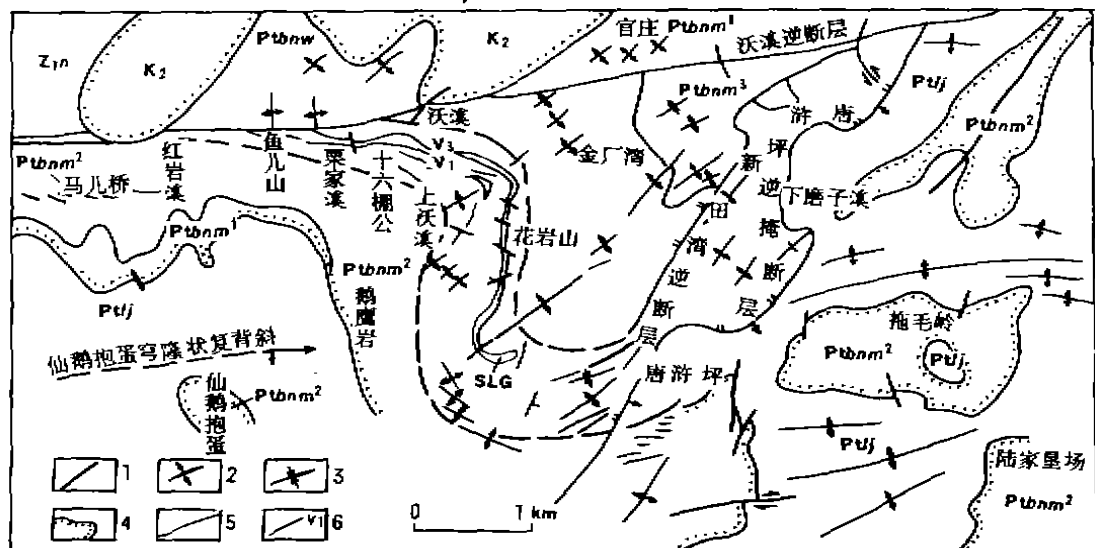 官庄 Ptbnm¹
沃溪逆断层
Ptbnw
K₂
K₂
Z₁n
Ptlj
Ptbnm³
浒唐
沃溪
Ptbnm²
Ptbnm²
红岩溪
鱼儿山
栗家溪
十六棚公
V₃
V₁
金厂湾
新坪逆掩断层
马儿桥
上沃溪
田湾逆断层
下磨子溪
花岩山
Ptbnm¹
Ptbnm²
Ptlj
鹅鹰岩
拖毛岭
Ptbnm²
Ptlj
仙鹅抱蛋穹隆状复背斜
SLG
唐浒坪
仙鹅抱蛋
Ptbnm²
Ptlj
陆家垦场
Ptbnm²
1 2 3
4 5 V₁ 6
0 1 km